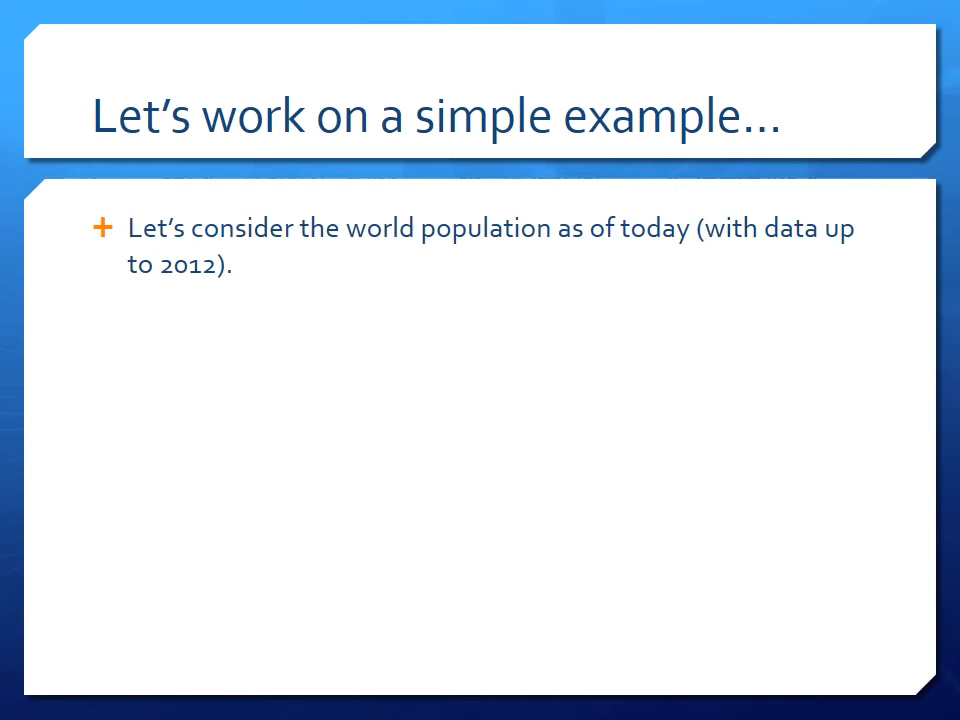 Let’s work on a simple example…
Let’s consider the world population as of today (with data up
to 2012).